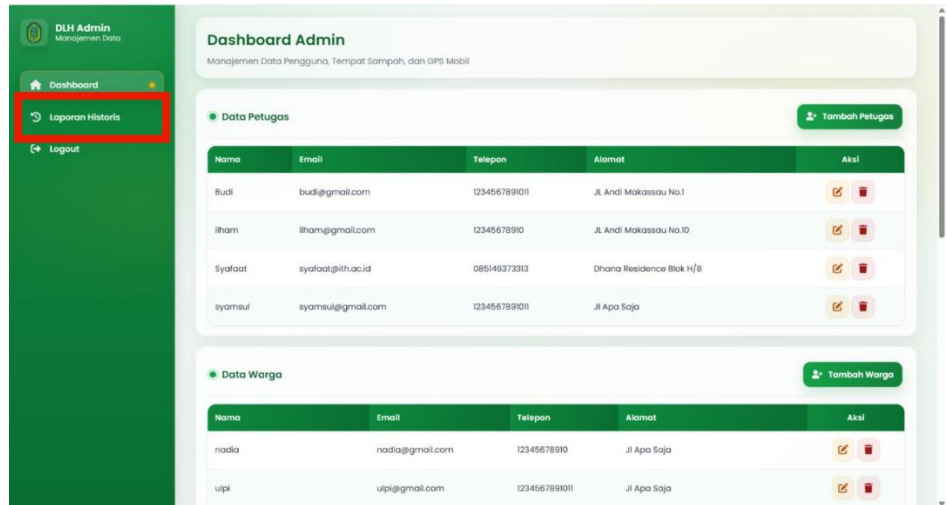 DLH Admin
Manajemen Data
Dashboard
Laporan Historis
Logout
Dashboard Admin
Manajemen Data Pengguna, Tempat Sampah, dan GPS Mobil
Data Petugas
Tambah Petugas
Nama Email Telepon Alamat Aksi
Budi budi@gmail.com 1234567891011 JL Andi Makassau No.1
ilham ilham@gmail.com 12345678910 JL Andi Makassau No.10
Syafaat syafaat@ith.ac.id 085146373313 Dhana Residence Blok H/8
syamsul syamsul@gmail.com 1234567891011 Jl Apa Saja
Data Warga
Tambah Warga
Nama Email Telepon Alamat Aksi
nadia nadia@gmail.com 12345678910 Jl Apa Saja
ulpi ulpi@gmail.com 1234567891011 Jl Apa Saja